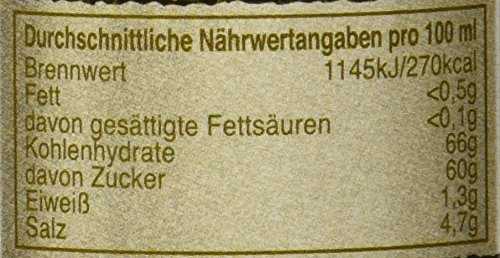 Durchschnittliche Nährwertangaben pro 100 ml
Brennwert 1145kJ/270kcal
Fett <0,5g
davon gesättigte Fettsäuren <0,1g
Kohlenhydrate 66g
davon Zucker 60g
Eiweiß 1,3g
Salz 4,7g